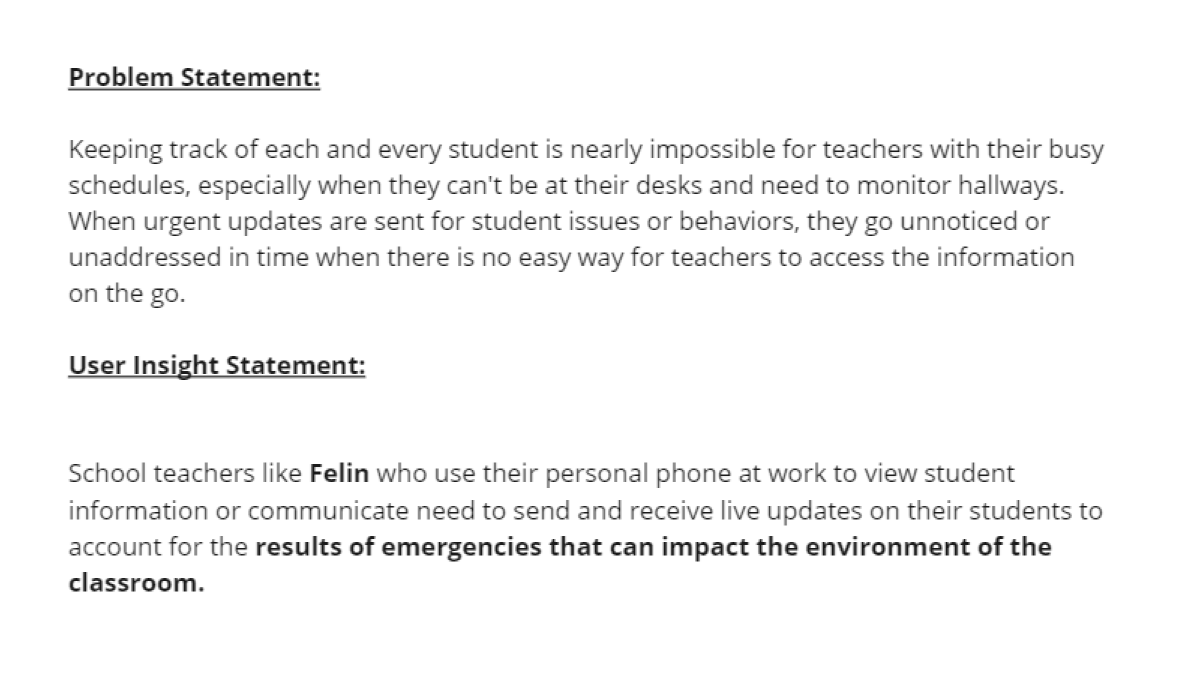 Problem Statement:
Keeping track of each and every student is nearly impossible for teachers with their busy
schedules, especially when they can't be at their desks and need to monitor hallways.
When urgent updates are sent for student issues or behaviors, they go unnoticed or
unaddressed in time when there is no easy way for teachers to access the information
on the go.
User Insight Statement:
School teachers like Felin who use their personal phone at work to view student
information or communicate need to send and receive live updates on their students to
account for the results of emergencies that can impact the environment of the
classroom.